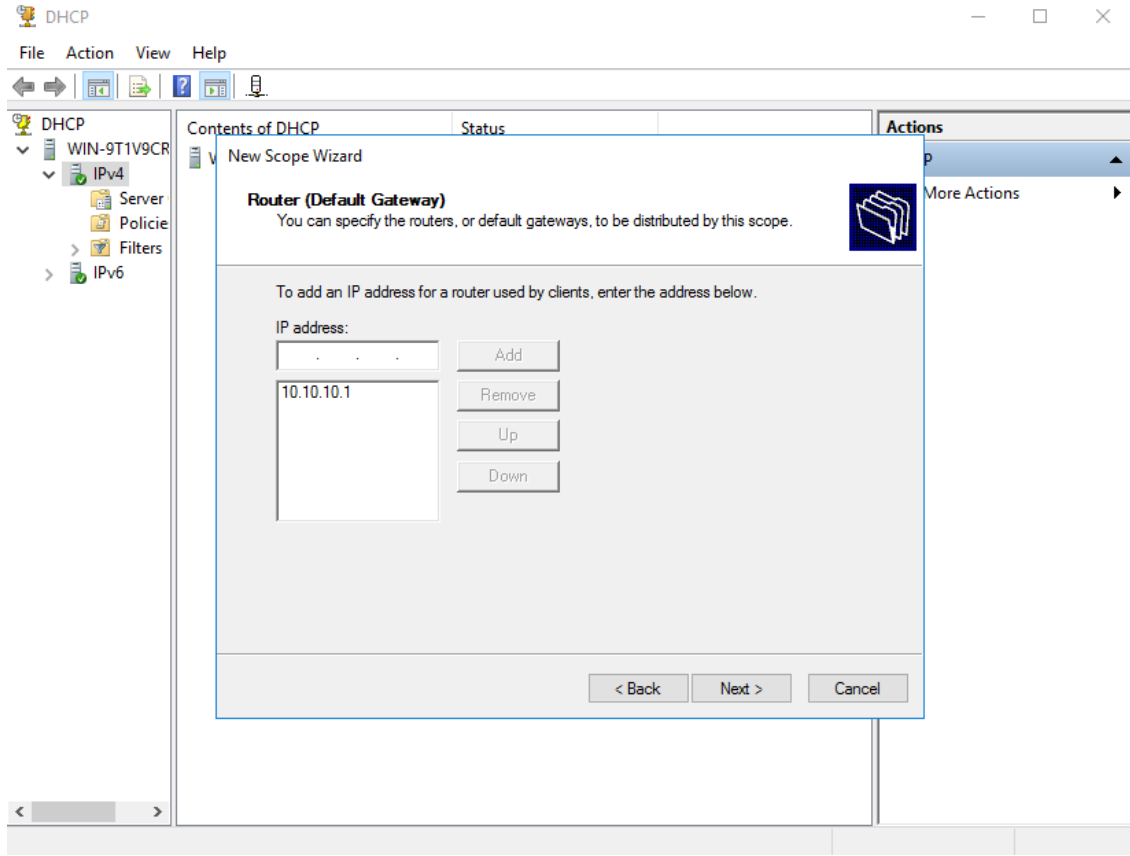 DHCP
File Action View Help
DHCP
WIN-9T1V9CR
IPv4
Server
Policie
Filters
IPv6
Contents of DHCP Status
New Scope Wizard
Router (Default Gateway)
You can specify the routers, or default gateways, to be distributed by this scope.
To add an IP address for a router used by clients, enter the address below.
IP address:
. . .
Add
10.10.10.1
Remove
Up
Down
< Back Next > Cancel
Actions
More Actions